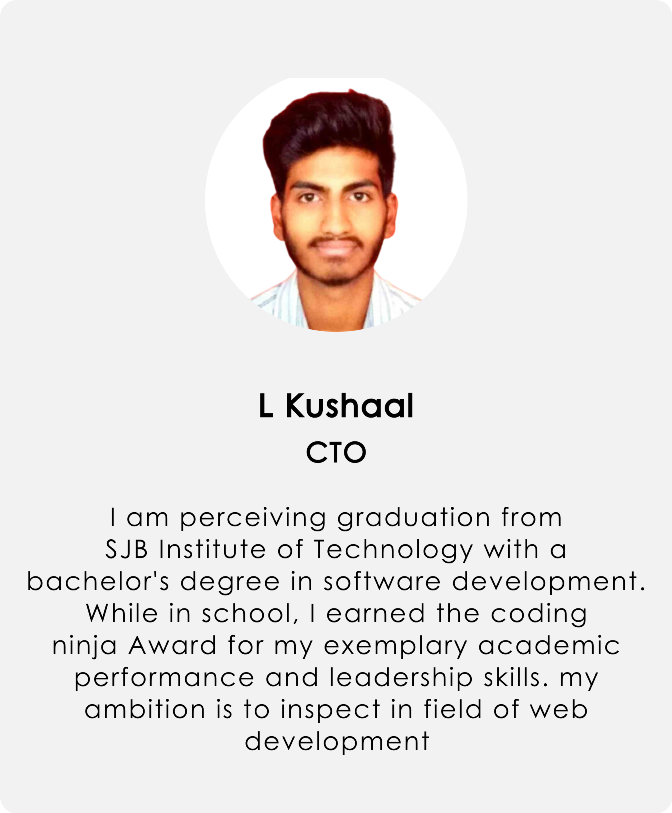 L Kushaal
CTO
I am perceiving graduation from
SJB Institute of Technology with a
bachelor's degree in software development.
While in school, I earned the coding
ninja Award for my exemplary academic
performance and leadership skills. my
ambition is to inspect in field of web
development